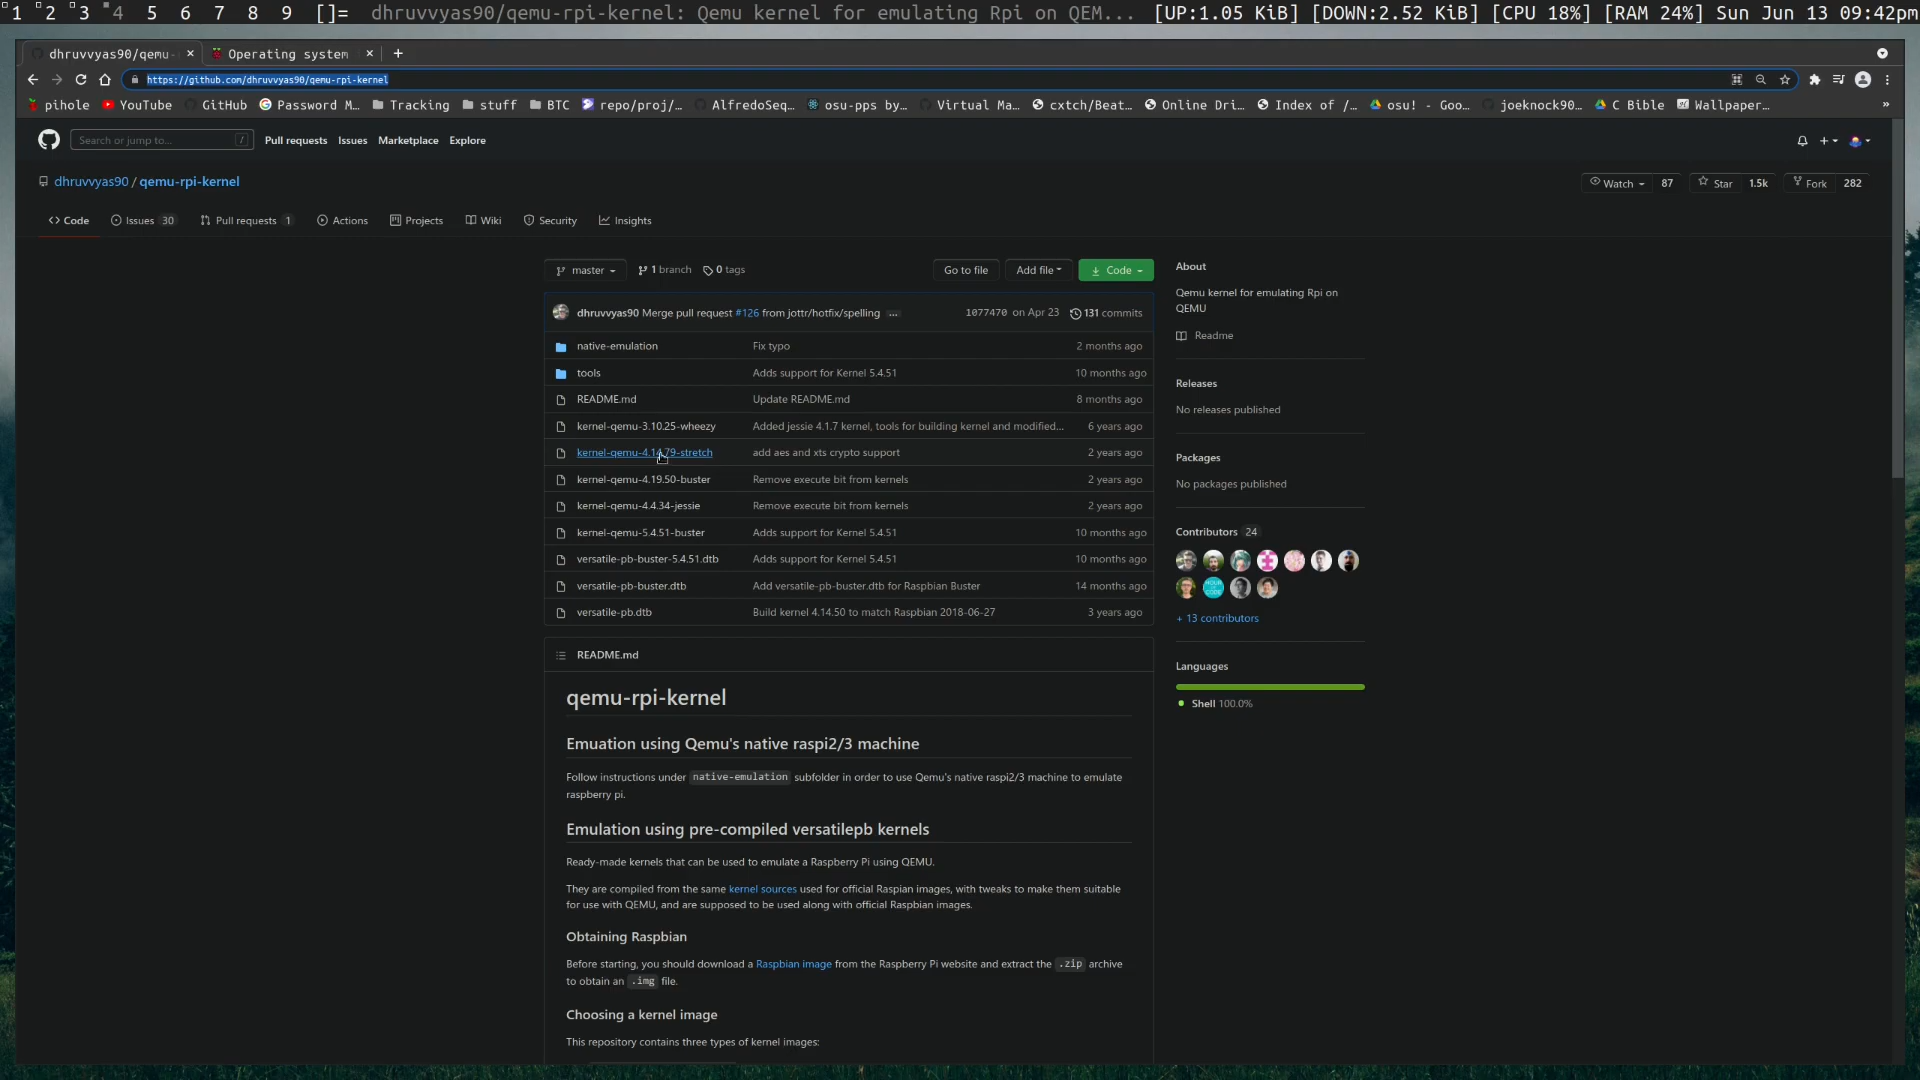 1 2 3 4 5 6 7 8 9 []= dhruvvyas90/qemu-rpi-kernel: Qemu kernel for emulating Rpi on QEM... [UP:1.05 KiB] [DOWN:2.52 KiB] [CPU 18%] [RAM 24%] Sun Jun 13 09:42pm
dhruvvyas90/qemu- Operating system
https://github.com/dhruvvyas90/qemu-rpi-kernel
pihole YouTube GitHub Password M... Tracking stuff BTC repo/proj/... AlfredoSeq... osu-pps by... Virtual Ma... cxtch/Beat... Online Dri... Index of /... osu! - Goo... joeknock90... C Bible Wallpaper... »
Search or jump to... / Pull requests Issues Marketplace Explore
dhruvvyas90 / qemu-rpi-kernel Watch 87 Star 1.5k Fork 282
Code Issues 30 Pull requests 1 Actions Projects Wiki Security Insights
master 1 branch 0 tags Go to file Add file Code
dhruvvyas90 Merge pull request #126 from jottr/hotfix/spelling ... 1077470 on Apr 23 131 commits
native-emulation Fix typo 2 months ago
tools Adds support for Kernel 5.4.51 10 months ago
README.md Update README.md 8 months ago
kernel-qemu-3.10.25-wheezy Added jessie 4.1.7 kernel, tools for building kernel and modified... 6 years ago
kernel-qemu-4.14.79-stretch add aes and xts crypto support 2 years ago
kernel-qemu-4.19.50-buster Remove execute bit from kernels 2 years ago
kernel-qemu-4.4.34-jessie Remove execute bit from kernels 2 years ago
kernel-qemu-5.4.51-buster Adds support for Kernel 5.4.51 10 months ago
versatile-pb-buster-5.4.51.dtb Adds support for Kernel 5.4.51 10 months ago
versatile-pb-buster.dtb Add versatile-pb-buster.dtb for Raspbian Buster 14 months ago
versatile-pb.dtb Build kernel 4.14.50 to match Raspbian 2018-06-27 3 years ago
README.md
qemu-rpi-kernel
Emuation using Qemu's native raspi2/3 machine
Follow instructions under native-emulation subfolder in order to use Qemu's native raspi2/3 machine to emulate
raspberry pi.
Emulation using pre-compiled versatilepb kernels
Ready-made kernels that can be used to emulate a Raspberry Pi using QEMU.
They are compiled from the same kernel sources used for official Raspian images, with tweaks to make them suitable
for use with QEMU, and are supposed to be used along with official Raspbian images.
Obtaining Raspbian
Before starting, you should download a Raspbian image from the Raspberry Pi website and extract the .zip archive
to obtain an .img file.
Choosing a kernel image
This repository contains three types of kernel images:
About
Qemu kernel for emulating Rpi on
QEMU
Readme
Releases
No releases published
Packages
No packages published
Contributors 24
HOUR OF CODE
+ 13 contributors
Languages
Shell 100.0%